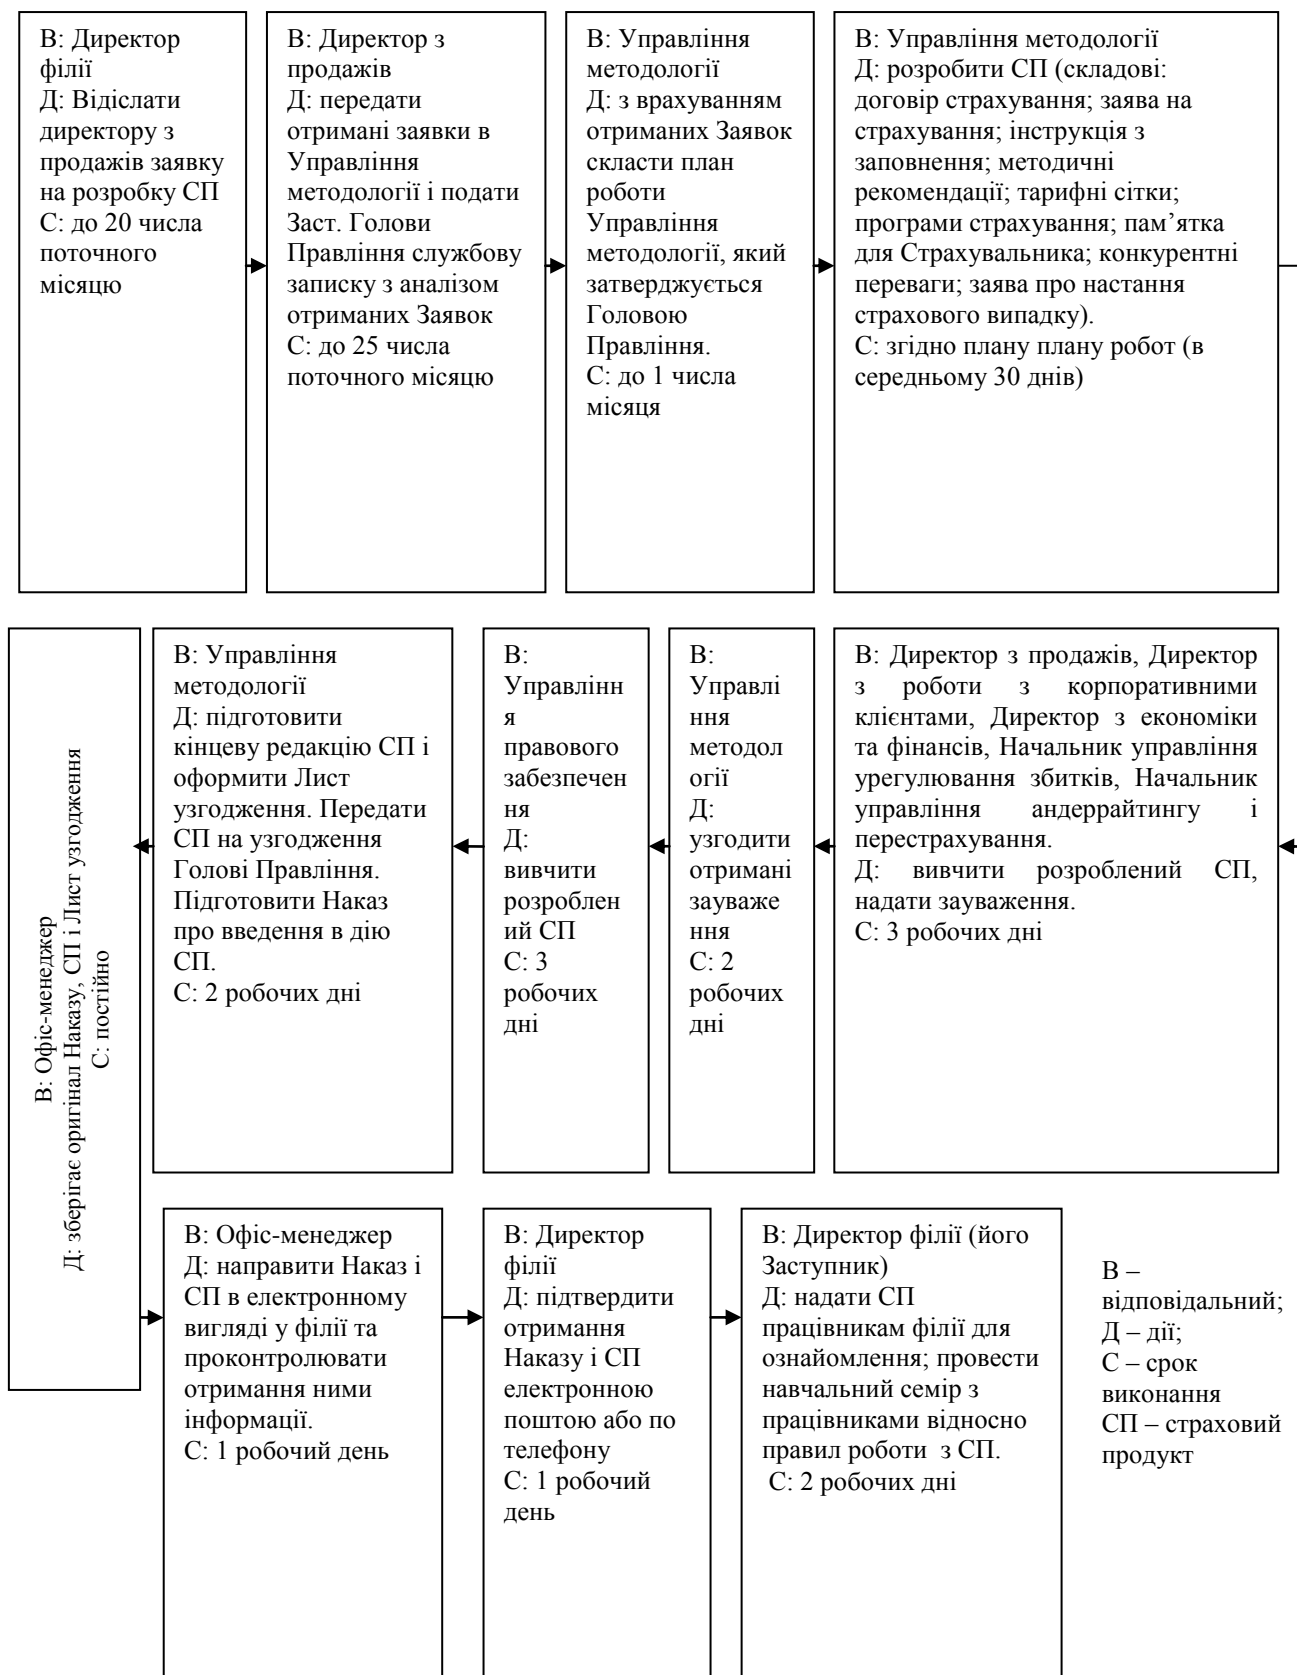 В: Директор
філії
Д: Відіслати
директору з
продажів заявку
на розробку СП
С: до 20 числа
поточного
місяцю
В: Директор з
продажів
Д: передати
отримані заявки в
Управління
методології і подати
Заст. Голови
Правління службову
записку з аналізом
отриманих Заявок
С: до 25 числа
поточного місяцю
В: Управління
методології
Д: з врахуванням
отриманих Заявок
скласти план
роботи
Управління
методології, який
затверджується
Головою
Правління.
С: до 1 числа
місяця
В: Управління методології
Д: розробити СП (складові:
договір страхування; заява на
страхування; інструкція з
заповнення; методичні
рекомендації; тарифні сітки;
програми страхування; пам’ятка
для Страхувальника; конкурентні
переваги; заява про настання
страхового випадку).
С: згідно плану плану робот (в
середньому 30 днів)
В: Директор з продажів, Директор
з роботи з корпоративними
клієнтами, Директор з економіки
та фінансів, Начальник управління
урегулювання збитків, Начальник
управління андеррайтингу і
перестрахування.
Д: вивчити розроблений СП,
надати зауваження.
С: 3 робочих дні
В:
Управлі
ння
методол
огії
Д:
узгодити
отримані
зауваже
ння
С: 2
робочих
дні
В:
Управлінн
я
правового
забезпечен
ня
Д:
вивчити
розроблен
ий СП
С: 3
робочих
дні
В: Управління
методології
Д: підготовити
кінцеву редакцію СП і
оформити Лист
узгодження. Передати
СП на узгодження
Голові Правління.
Підготовити Наказ
про введення в дію
СП.
С: 2 робочих дні
В: Офіс-менеджер
Д: зберігає оригінал Наказу, СП і Лист узгодження
С: постійно
В: Офіс-менеджер
Д: направити Наказ і
СП в електронному
вигляді у філії та
проконтролювати
отримання ними
інформації.
С: 1 робочий день
В: Директор
філії
Д: підтвердити
отримання
Наказу і СП
електронною
поштою або по
телефону
С: 1 робочий
день
В: Директор філії (його
Заступник)
Д: надати СП
працівникам філії для
ознайомлення; провести
навчальний семір з
працівниками відносно
правил роботи з СП.
С: 2 робочих дні
В –
відповідальний;
Д – дії;
С – срок
виконання
СП – страховий
продукт